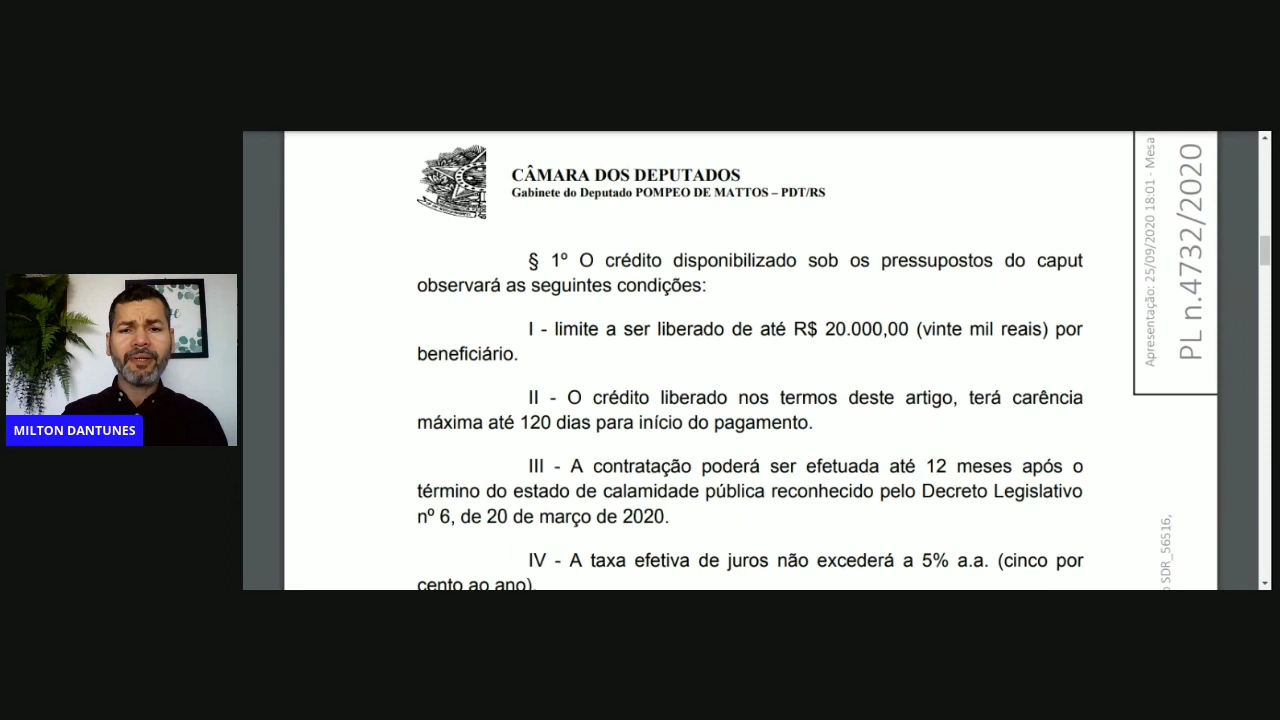 CÂMARA DOS DEPUTADOS
Gabinete do Deputado POMPEO DE MATTOS – PDT/RS
§ 1º O crédito disponibilizado sob os pressupostos do caput
observará as seguintes condições:
I - limite a ser liberado de até R$ 20.000,00 (vinte mil reais) por
beneficiário.
II - O crédito liberado nos termos deste artigo, terá carência
máxima até 120 dias para início do pagamento.
III - A contratação poderá ser efetuada até 12 meses após o
término do estado de calamidade pública reconhecido pelo Decreto Legislativo
nº 6, de 20 de março de 2020.
IV - A taxa efetiva de juros não excederá a 5% a.a. (cinco por
cento ao ano).
Apresentação: 25/09/2020 18:01 - Mesa
PL n.4732/2020
o SDR_56516,
MILTON DANTUNES